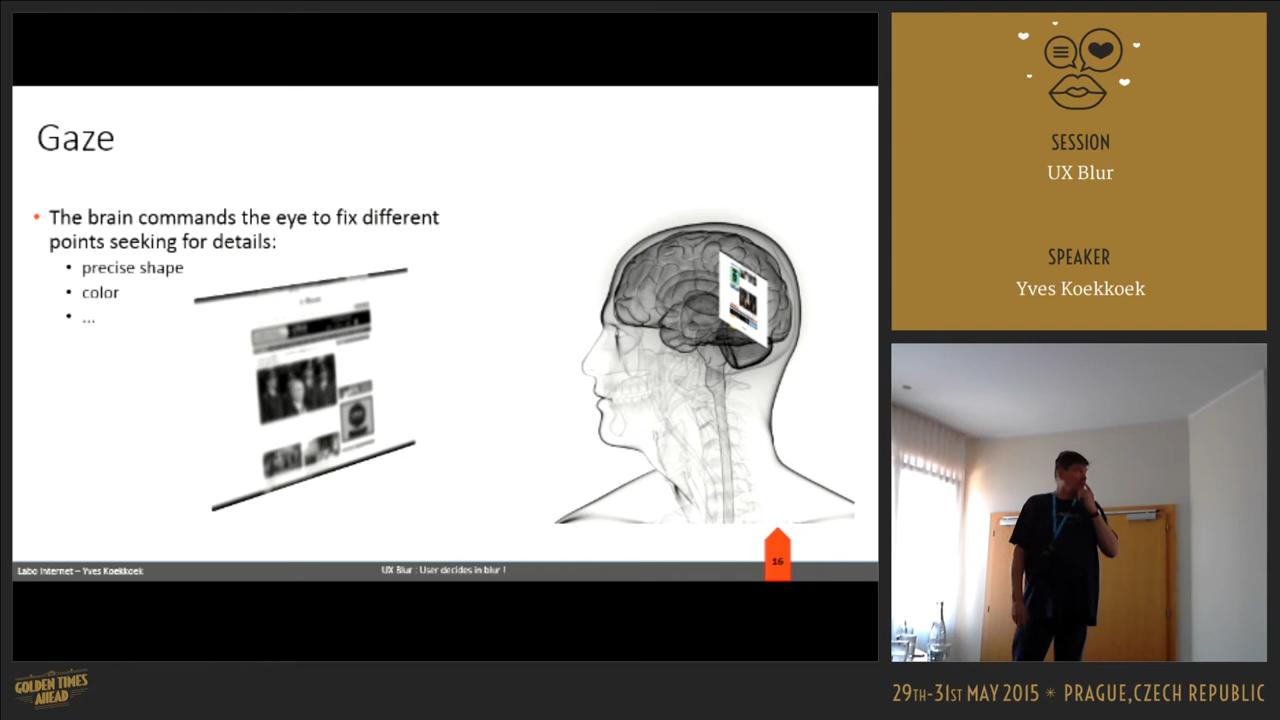 Gaze
• The brain commands the eye to fix different
points seeking for details:
• precise shape
• color
• ...
Labo Internet – Yves Koekkoek
UX Blur : User decides in blur !
16
SESSION
UX Blur
SPEAKER
Yves Koekkoek
GOLDEN TIMES
AHEAD
29TH-31ST MAY 2015 * PRAGUE,CZECH REPUBLIC